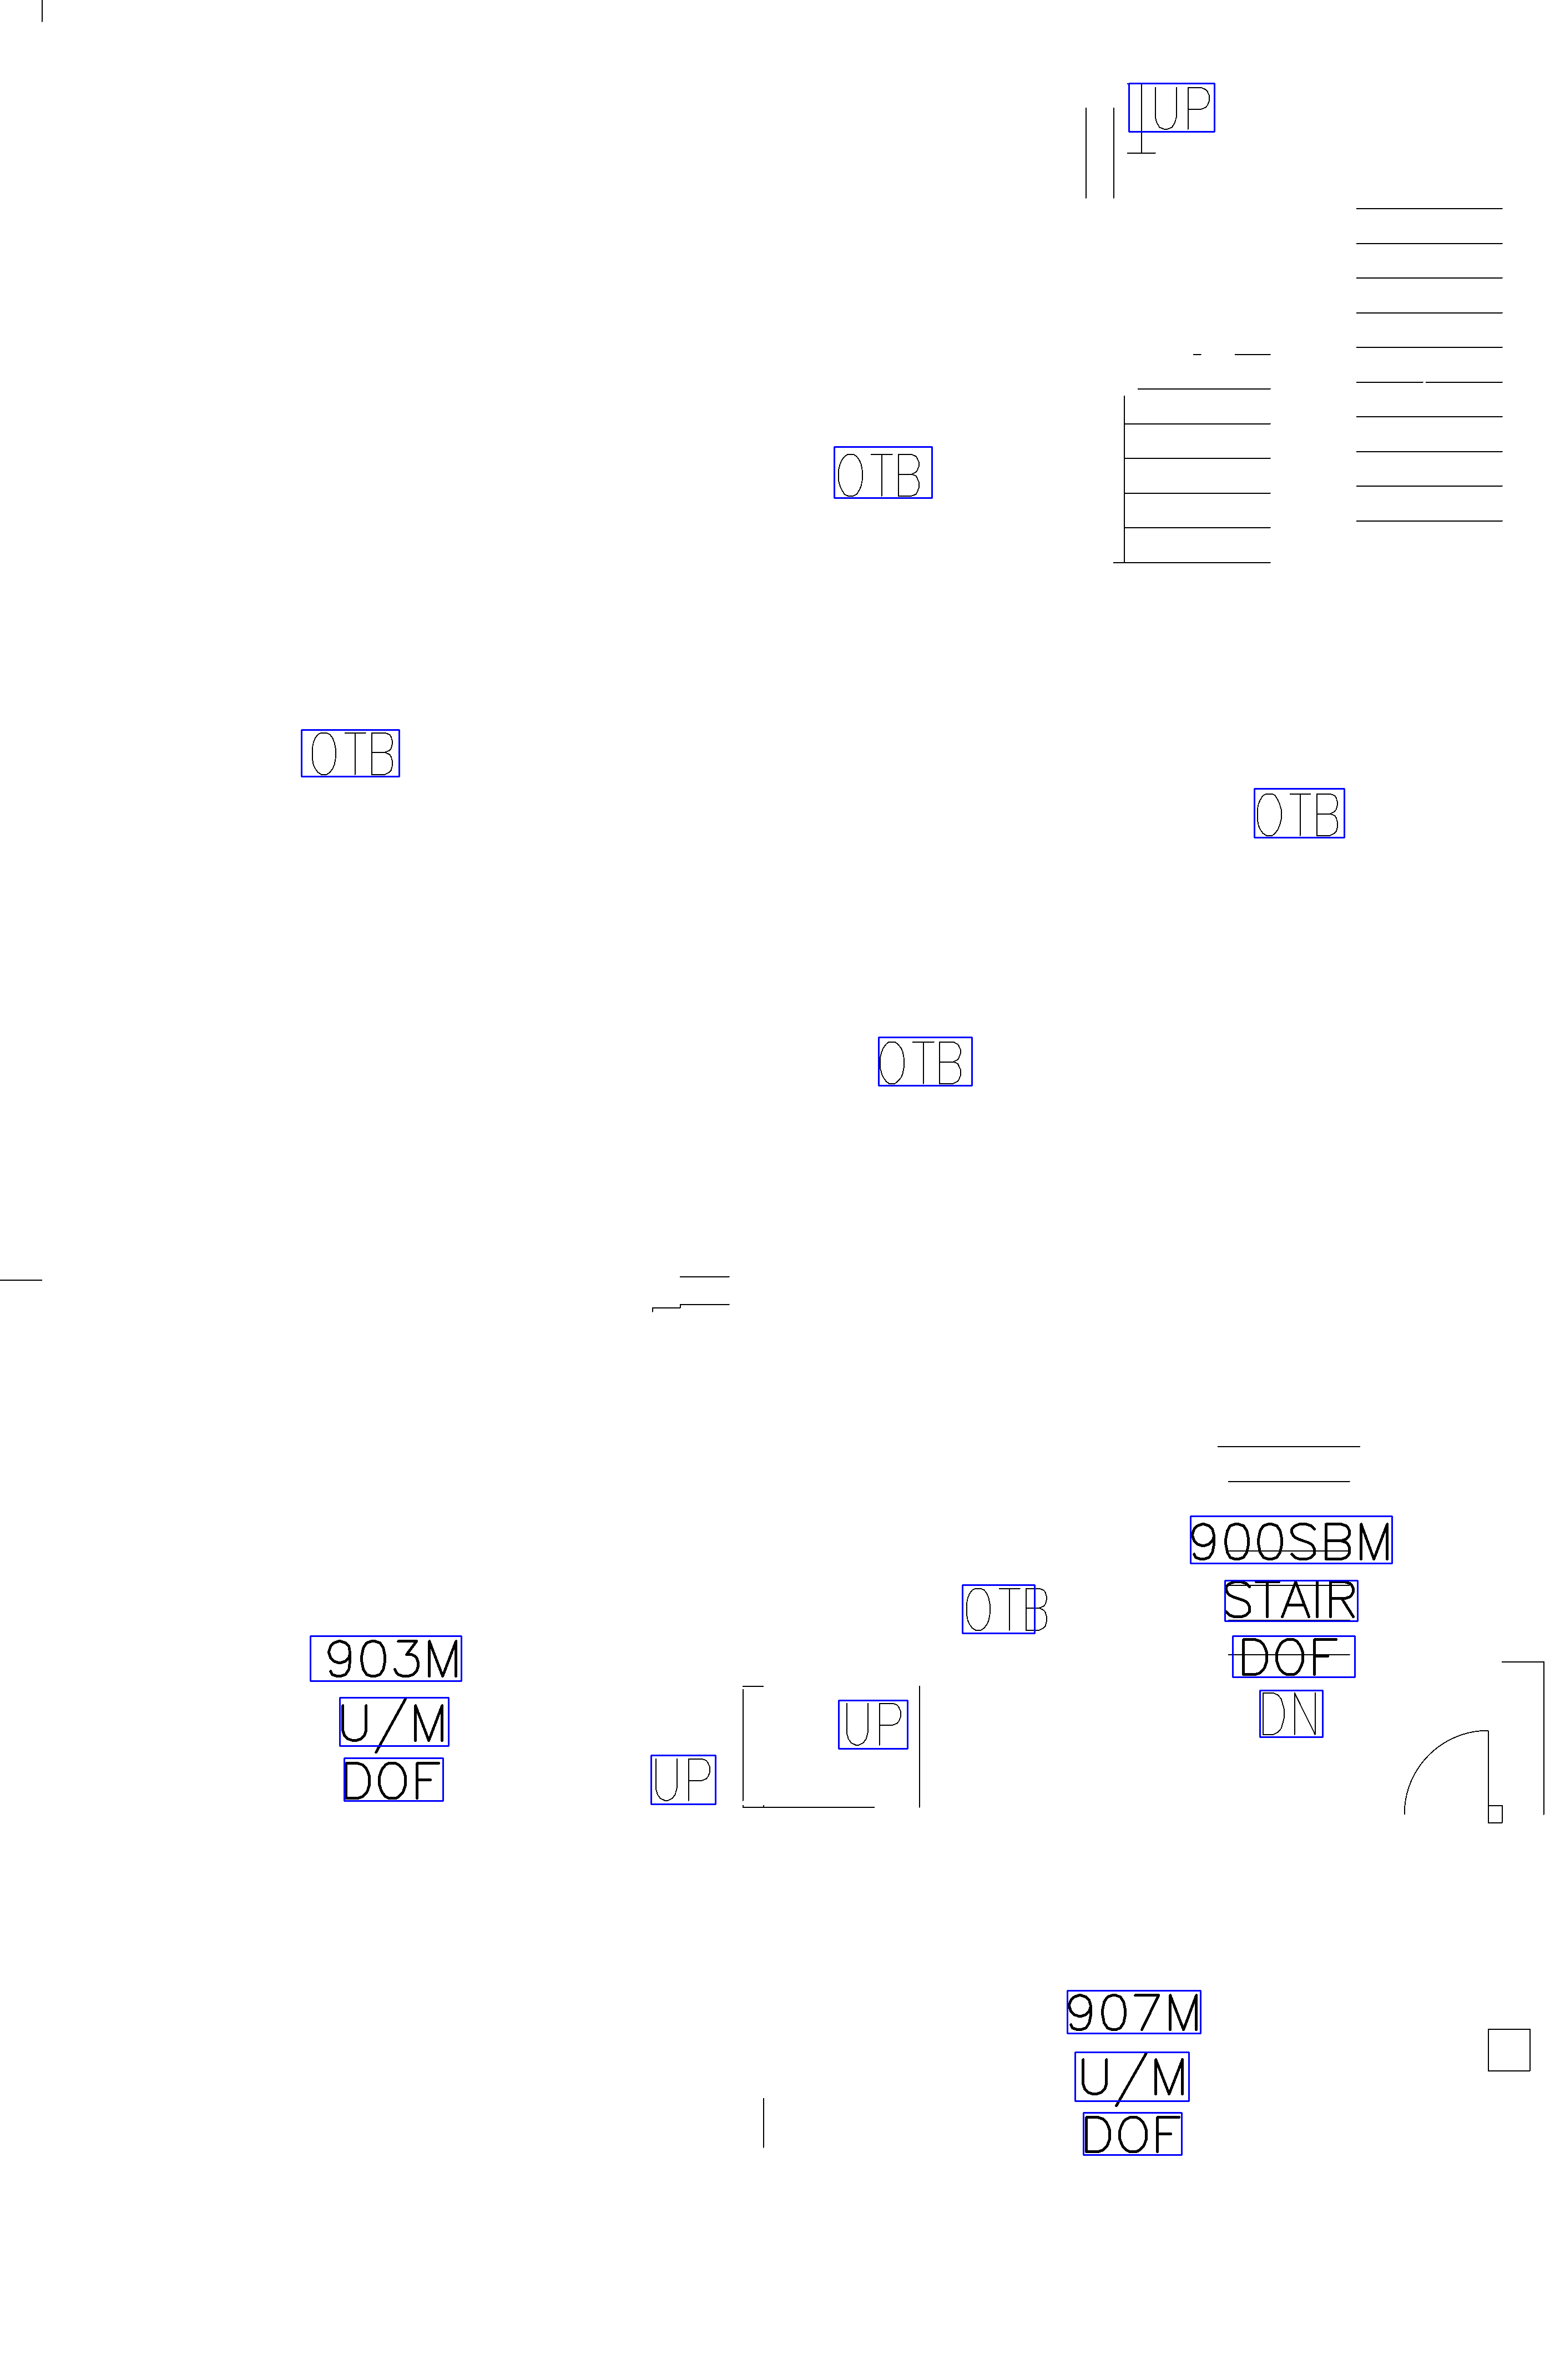 UP
OTB
OTB
OTB
OTB
900SBM
STAIR
DOF
DN
OTB
903M
U/M
DOF
UP
UP
907M
U/M
DOF